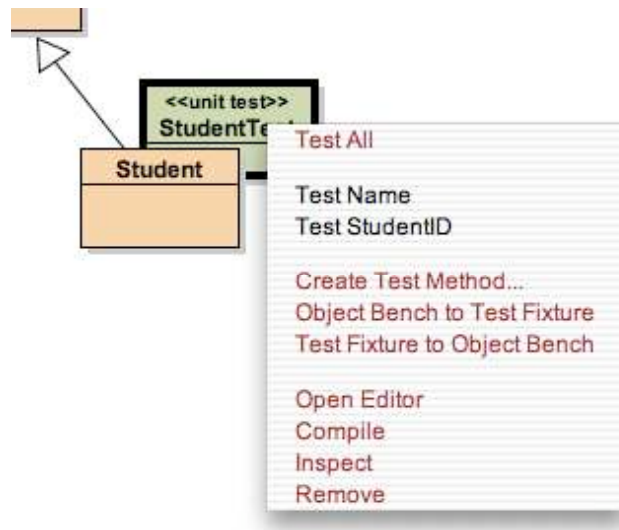 <<unit test>>
StudentTest
Student
Test All
Test Name
Test StudentID
Create Test Method...
Object Bench to Test Fixture
Test Fixture to Object Bench
Open Editor
Compile
Inspect
Remove